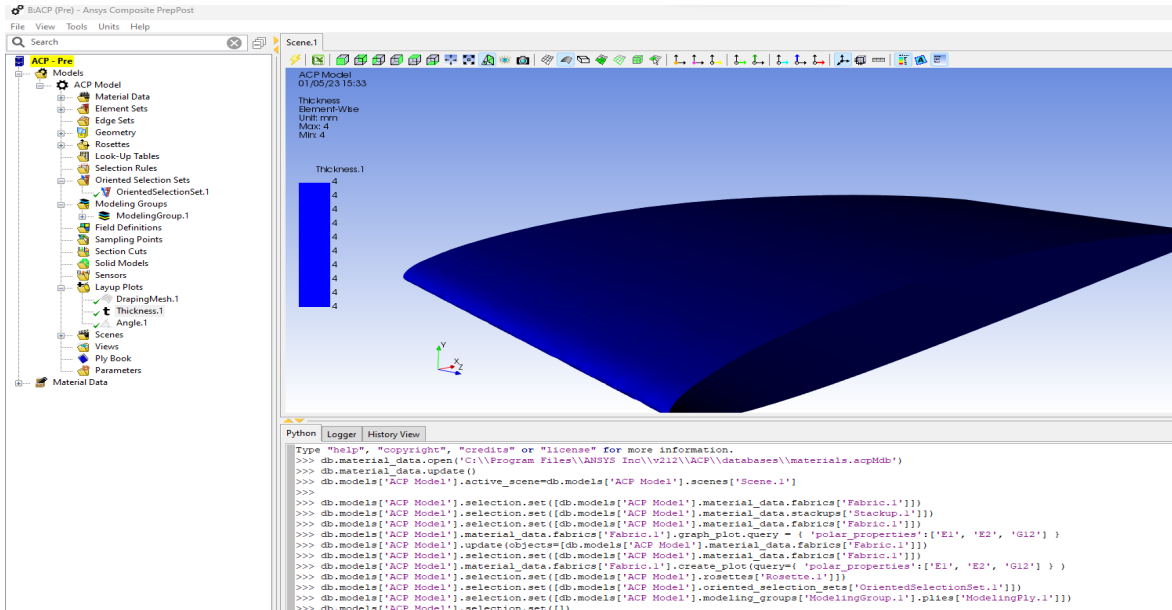 B:ACP (Pre) - Ansys Composite PrepPost
File View Tools Units Help
Search
ACP - Pre
Models
ACP Model
Material Data
Element Sets
Edge Sets
Geometry
Rosettes
Look-Up Tables
Selection Rules
Oriented Selection Sets
OrientedSelectionSet.1
Modeling Groups
ModelingGroup.1
Field Definitions
Sampling Points
Section Cuts
Solid Models
Sensors
Layup Plots
DrapingMesh.1
Thickness.1
Angle.1
Scenes
Views
Ply Book
Parameters
Material Data
Scene.1
ACP Model
01/05/23 15:33
Thickness
Element-Wise
Unit: mm
Max: 4
Min: 4
Thickness.1
4
4
4
4
4
4
4
4
4
4
Y
X
Z
Python Logger History View
Type "help", "copyright", "credits" or "license" for more information.
>>> db.material_data.open('C:\\Program Files\\ANSYS Inc\\v212\\ACP\\databases\\materials.acpMdb')
>>> db.material_data.update()
>>> db.models['ACP Model'].active_scene=db.models['ACP Model'].scenes['Scene.1']
>>>
>>> db.models['ACP Model'].selection.set([db.models['ACP Model'].material_data.fabrics['Fabric.1']])
>>> db.models['ACP Model'].selection.set([db.models['ACP Model'].material_data.stackups['Stackup.1']])
>>> db.models['ACP Model'].selection.set([db.models['ACP Model'].material_data.fabrics['Fabric.1']])
>>> db.models['ACP Model'].material_data.fabrics['Fabric.1'].graph_plot.query = { 'polar_properties':['E1', 'E2', 'G12'] }
>>> db.models['ACP Model'].update(objects=[db.models['ACP Model'].material_data.fabrics['Fabric.1']])
>>> db.models['ACP Model'].selection.set([db.models['ACP Model'].material_data.fabrics['Fabric.1']])
>>> db.models['ACP Model'].material_data.fabrics['Fabric.1'].create_plot(query={ 'polar_properties':['E1', 'E2', 'G12'] } )
>>> db.models['ACP Model'].selection.set([db.models['ACP Model'].rosettes['Rosette.1']])
>>> db.models['ACP Model'].selection.set([db.models['ACP Model'].oriented_selection_sets['OrientedSelectionSet.1']])
>>> db.models['ACP Model'].selection.set([db.models['ACP Model'].modeling_groups['ModelingGroup.1'].plies['ModelingPly.1']])
>>> db.models['ACP Model'].selection.set([])